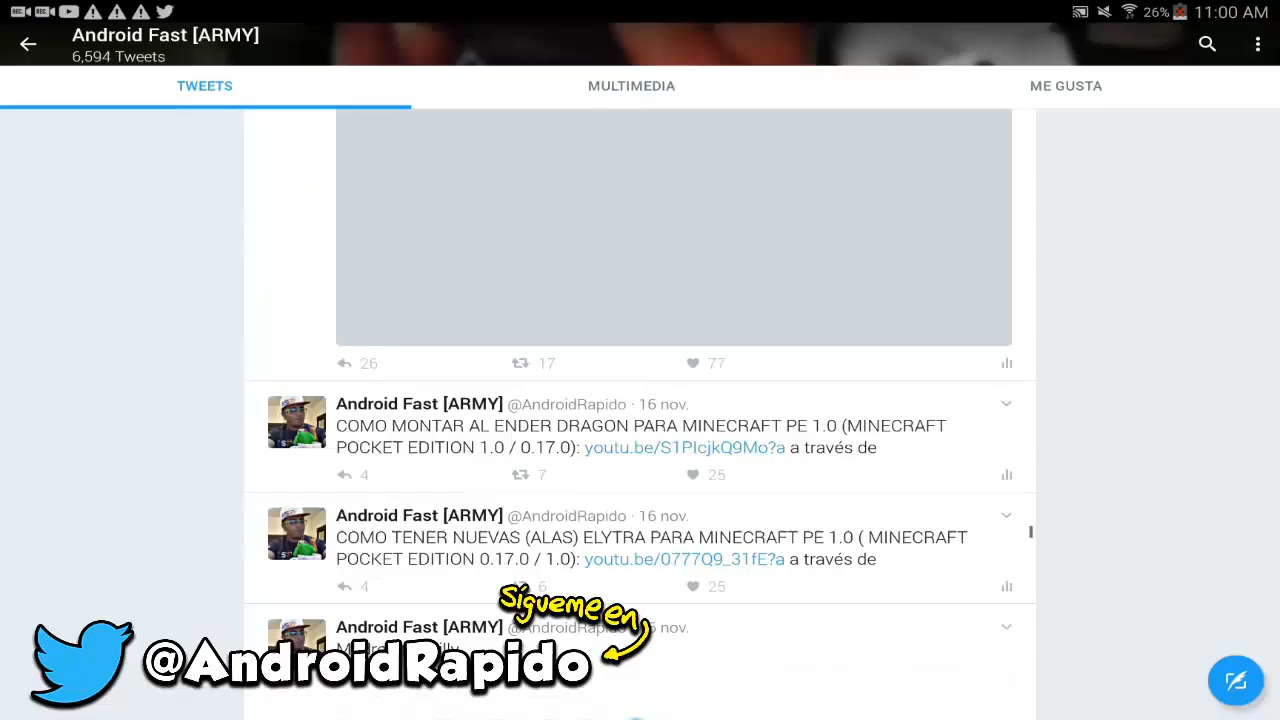 REC REC 26% 11:00 AM
Android Fast [ARMY]
6,594 Tweets
TWEETS MULTIMEDIA ME GUSTA
26 17 77
Android Fast [ARMY] @AndroidRapido · 16 nov.
COMO MONTAR AL ENDER DRAGON PARA MINECRAFT PE 1.0 (MINECRAFT
POCKET EDITION 1.0 / 0.17.0): youtu.be/S1PIcjkQ9Mo?a a través de
4 7 25
Android Fast [ARMY] @AndroidRapido · 16 nov.
COMO TENER NUEVAS (ALAS) ELYTRA PARA MINECRAFT PE 1.0 ( MINECRAFT
POCKET EDITION 0.17.0 / 1.0): youtu.be/0777Q9_31fE?a a través de
4 6 25
Sígueme en
Android Fast [ARMY] @AndroidRapido nov.
@AndroidRapido